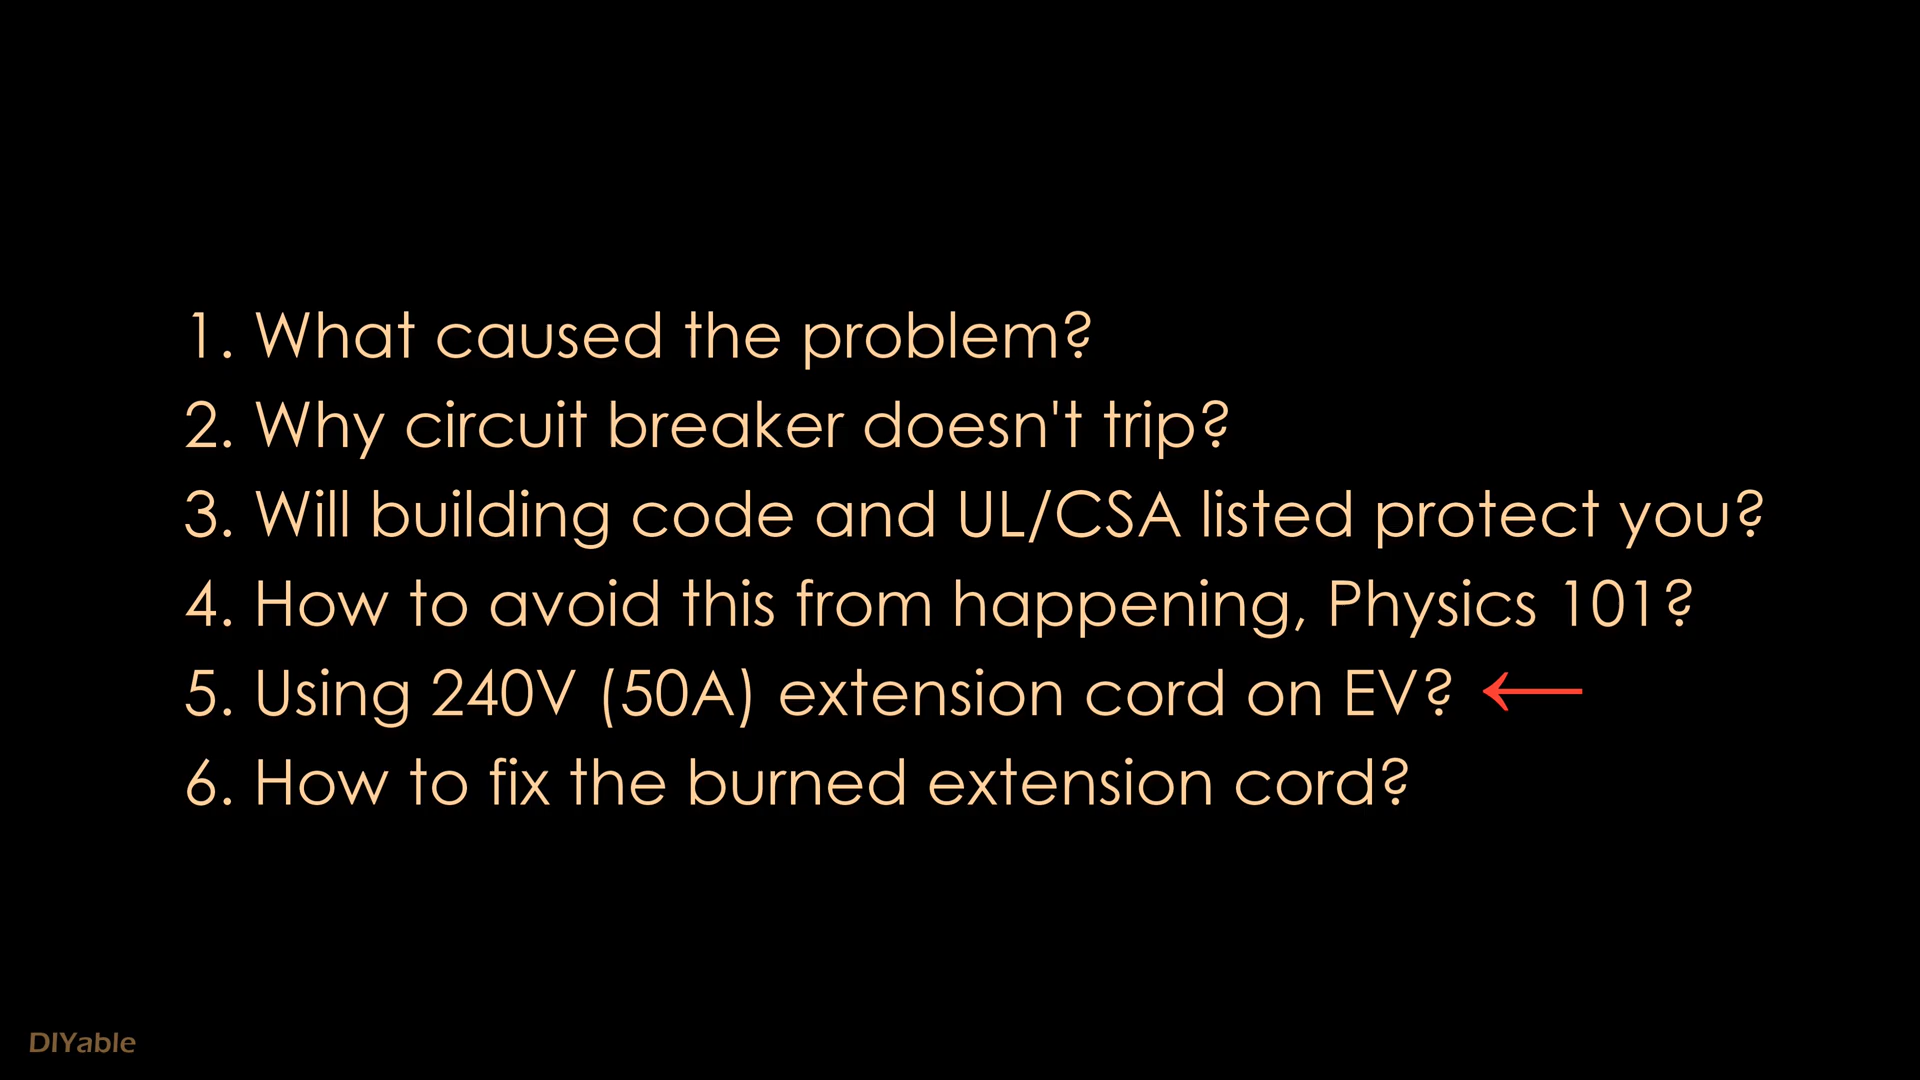 1. What caused the problem?
2. Why circuit breaker doesn't trip?
3. Will building code and UL/CSA listed protect you?
4. How to avoid this from happening, Physics 101?
5. Using 240V (50A) extension cord on EV? ←
6. How to fix the burned extension cord?
DIYable